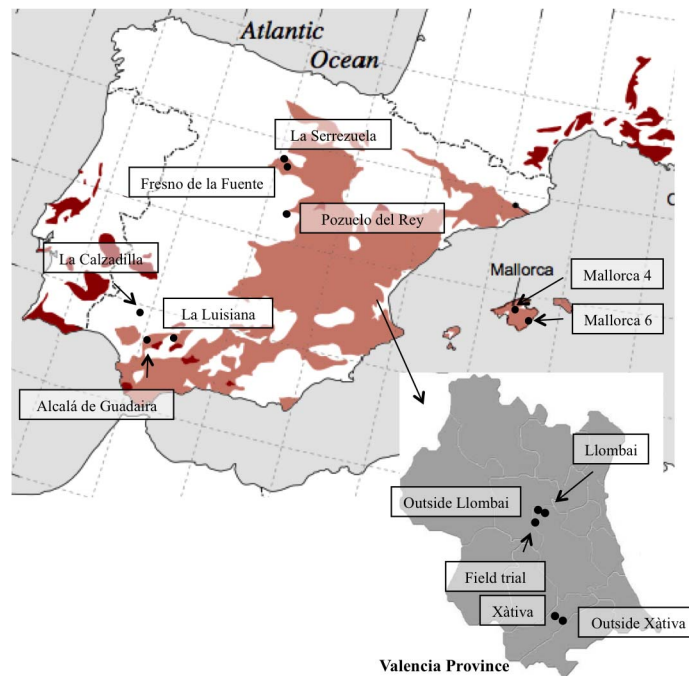 Atlantic
Ocean
La Serrezuela
Fresno de la Fuente
Pozuelo del Rey
La Calzadilla
La Luisiana
Mallorca
Mallorca 4
Mallorca 6
Alcalá de Guadaira
Llombai
Outside Llombai
Field trial
Xàtiva
Outside Xàtiva
Valencia Province